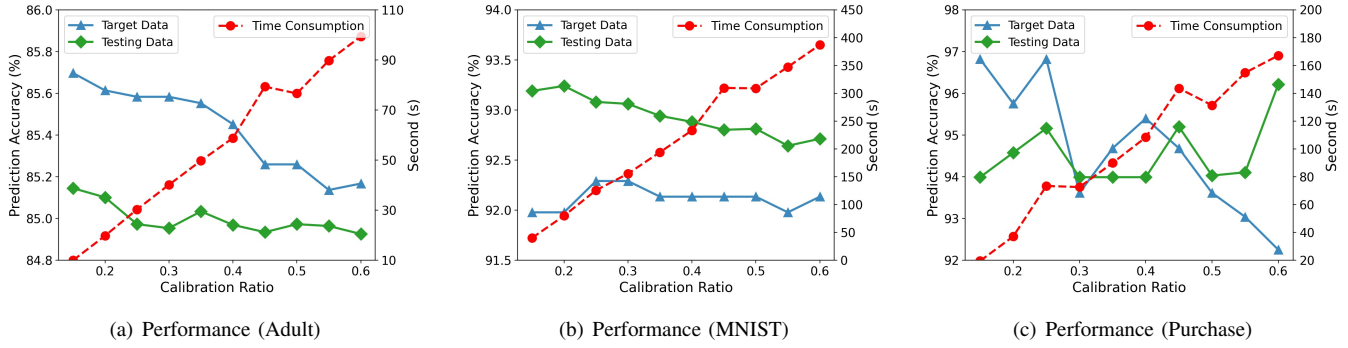 86.0
85.8
85.6
85.4
85.2
85.0
84.8
Prediction Accuracy (%)
Target Data
Testing Data
Time Consumption
110
90
70
50
30
10
Second (s)
0.2 0.3 0.4 0.5 0.6
Calibration Ratio
(a) Performance (Adult)
94.0
93.5
93.0
92.5
92.0
91.5
Prediction Accuracy (%)
Target Data
Testing Data
Time Consumption
450
400
350
300
250
200
150
100
50
0
Second (s)
0.2 0.3 0.4 0.5 0.6
Calibration Ratio
(b) Performance (MNIST)
98
97
96
95
94
93
92
Prediction Accuracy (%)
Target Data
Testing Data
Time Consumption
200
180
160
140
120
100
80
60
40
20
Second (s)
0.2 0.3 0.4 0.5 0.6
Calibration Ratio
(c) Performance (Purchase)